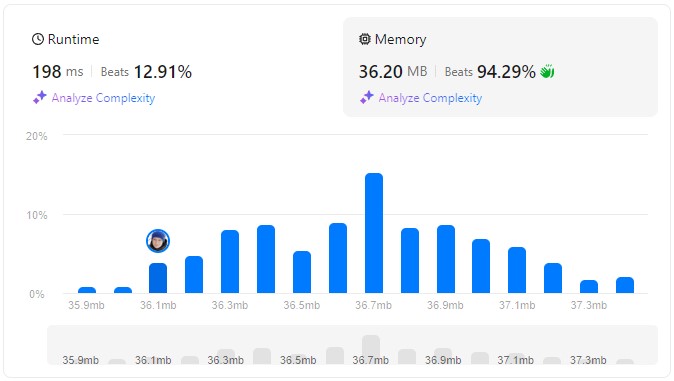 Runtime
198 ms Beats 12.91%
Analyze Complexity
Memory
36.20 MB Beats 94.29%
Analyze Complexity
20%
10%
0%
35.9mb 36.1mb 36.3mb 36.5mb 36.7mb 36.9mb 37.1mb 37.3mb
35.9mb 36.1mb 36.3mb 36.5mb 36.7mb 36.9mb 37.1mb 37.3mb